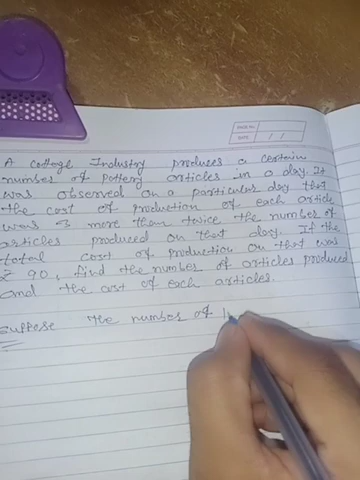 PAGE NO.
DATE / /
A cottege Industry produces a certain
number of pottery articles in a day. It
was observed on a particular day that
the cost of production of each article
was 3 more than twice the number of
articles produced on that day. If the
total cost of production on that was
₹ 90, find the number of articles produced
and the cost of each articles.
Suppose the number of